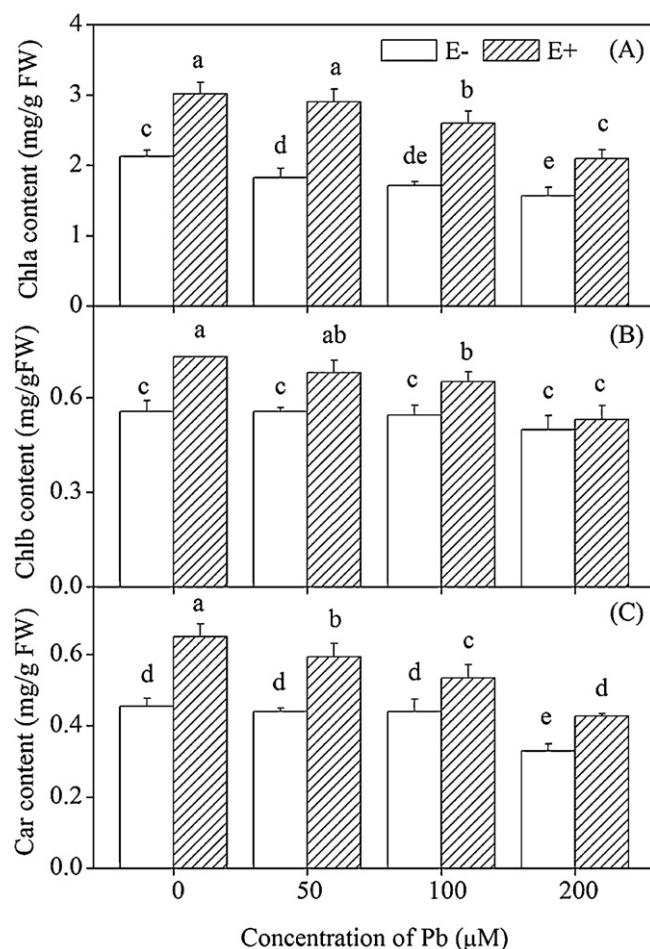 4
E-
E+
(A)
a
a
3
b
c
c
d
2
de
e
1
0
Chla content (mg/g FW)
(B)
a
ab
b
c
c
c
c
c
0.6
0.3
0.0
Chlb content (mg/gFW)
(C)
a
b
c
d
d
d
d
e
0.6
0.4
0.2
0.0
Car content (mg/g FW)
0 50 100 200
Concentration of Pb (μM)